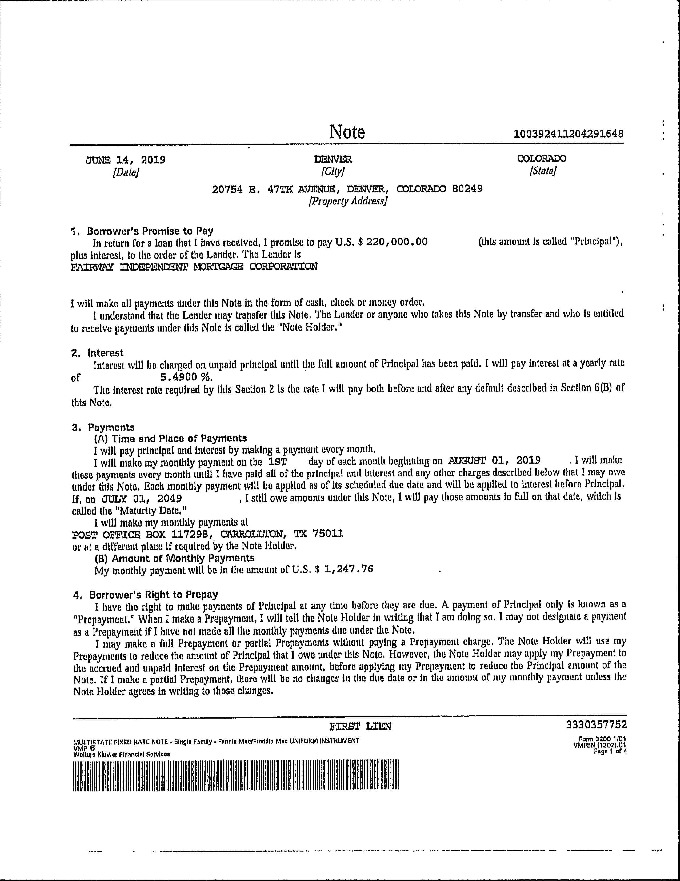 Note 100392411204291648
JUNE 14, 2019 DENVER COLORADO
[Date] [City] [State]
20754 E. 47TH AVENUE, DENVER, COLORADO 80249
[Property Address]
1. Borrower's Promise to Pay
In return for a loan that I have received, I promise to pay U.S. $ 220,000.00 (this amount is called "Principal"),
plus interest, to the order of the Lender. The Lender is
FAIRWAY INDEPENDENT MORTGAGE CORPORATION
I will make all payments under this Note in the form of cash, check or money order.
I understand that the Lender may transfer this Note. The Lender or anyone who takes this Note by transfer and who is entitled
to receive payments under this Note is called the "Note Holder."
2. Interest
Interest will be charged on unpaid principal until the full amount of Principal has been paid. I will pay interest at a yearly rate
of 5.4900 %.
The interest rate required by this Section 2 is the rate I will pay both before and after any default described in Section 6(B) of
this Note.
3. Payments
(A) Time and Place of Payments
I will pay principal and interest by making a payment every month.
I will make my monthly payment on the 1ST day of each month beginning on AUGUST 01, 2019 . I will make
these payments every month until I have paid all of the principal and interest and any other charges described below that I may owe
under this Note. Each monthly payment will be applied as of its scheduled due date and will be applied to interest before Principal.
If, on JULY 01, 2049 , I still owe amounts under this Note, I will pay those amounts in full on that date, which is
called the "Maturity Date."
I will make my monthly payments at
POST OFFICE BOX 117298, CARROLLTON, TX 75011
or at a different place if required by the Note Holder.
(B) Amount of Monthly Payments
My monthly payment will be in the amount of U.S. $ 1,247.76
4. Borrower's Right to Prepay
I have the right to make payments of Principal at any time before they are due. A payment of Principal only is known as a
"Prepayment." When I make a Prepayment, I will tell the Note Holder in writing that I am doing so. I may not designate a payment
as a Prepayment if I have not made all the monthly payments due under the Note.
I may make a full Prepayment or partial Prepayments without paying a Prepayment charge. The Note Holder will use my
Prepayments to reduce the amount of Principal that I owe under this Note. However, the Note Holder may apply my Prepayment to
the accrued and unpaid interest on the Prepayment amount, before applying my Prepayment to reduce the Principal amount of the
Note. If I make a partial Prepayment, there will be no changes in the due date or in the amount of my monthly payment unless the
Note Holder agrees in writing to those changes.
FIRST LIEN 3330357752
MULTISTATE FIXED RATE NOTE - Single Family - Fannie Mae/Freddie Mac UNIFORM INSTRUMENT Form 3200 1/01
VMP ® VMP5N (1302).01
Wolters Kluwer Financial Services Page 1 of 4